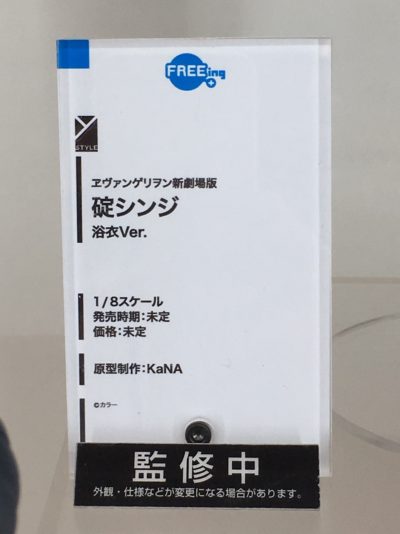 FREEing
Y STYLE
ヱヴァンゲリヲン新劇場版
碇シンジ
浴衣Ver.
1/8スケール
発売時期：未定
価格：未定
原型制作：KaNA
©カラー
監修中
外観・仕様などが変更になる場合があります。